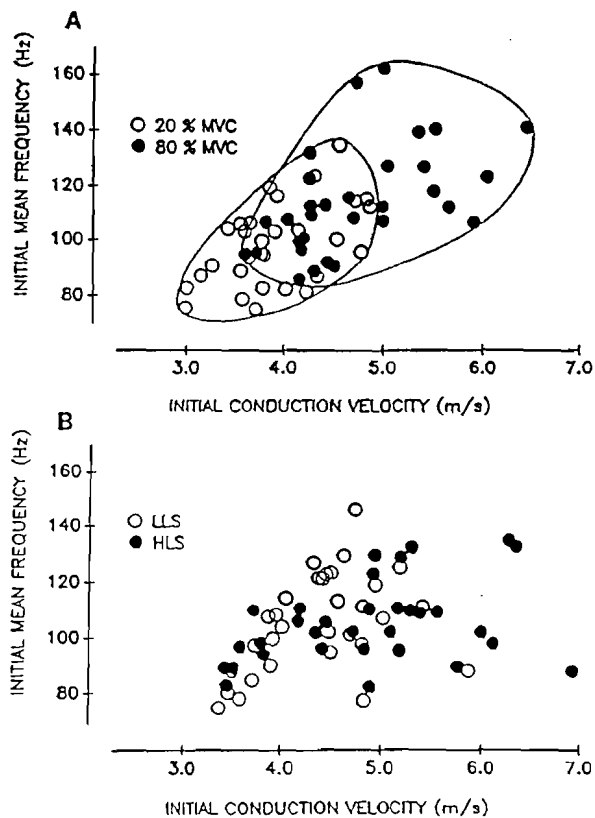 A
INITIAL MEAN FREQUENCY (Hz)
160
140
120
100
80
○ 20 % MVC
● 80 % MVC
3.0 4.0 5.0 6.0 7.0
INITIAL CONDUCTION VELOCITY (m/s)
B
INITIAL MEAN FREQUENCY (Hz)
160
140
120
100
80
○ LLS
● HLS
3.0 4.0 5.0 6.0 7.0
INITIAL CONDUCTION VELOCITY (m/s)